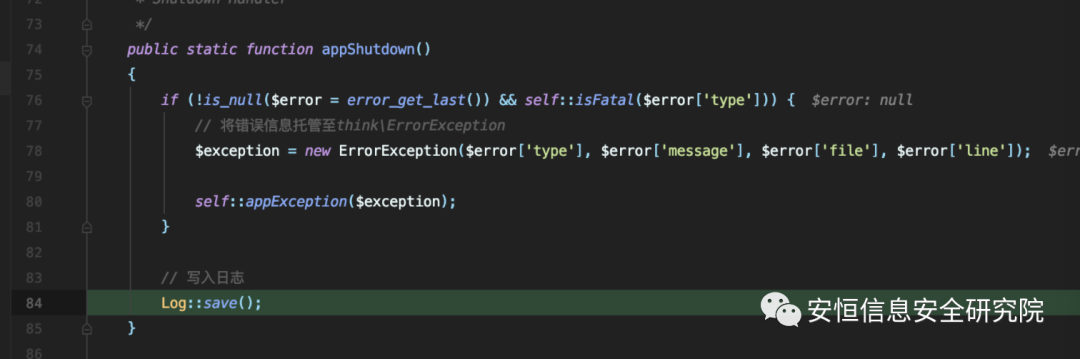 72 * Shutdown Handler
73 */
74 public static function appShutdown()
75 {
76 if (!is_null($error = error_get_last()) && self::isFatal($error['type'])) { $error: null
77 // 将错误信息托管至think\ErrorException
78 $exception = new ErrorException($error['type'], $error['message'], $error['file'], $error['line']); $err
79
80 self::appException($exception);
81 }
82
83 // 写入日志
84 Log::save();
85 }
86
安恒信息安全研究院